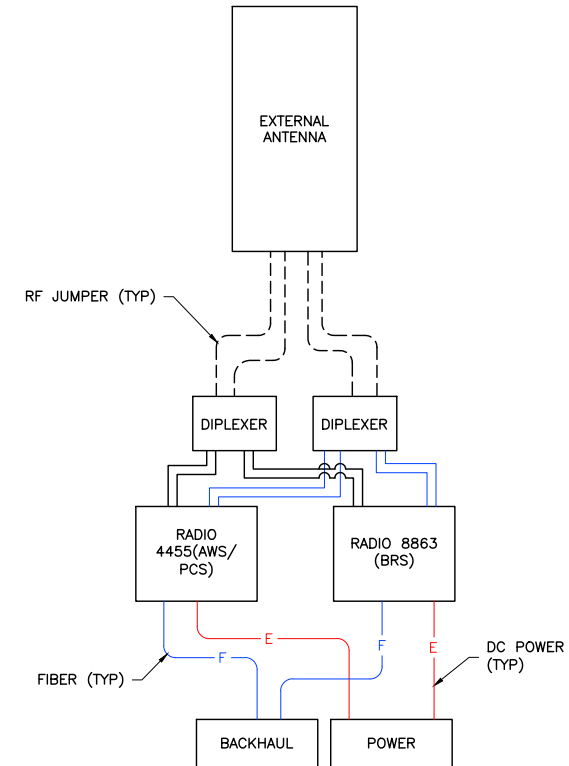 EXTERNAL
ANTENNA
RF JUMPER (TYP)
DIPLEXER
DIPLEXER
RADIO
4455(AWS/
PCS)
RADIO 8863
(BRS)
E
F
E
F
DC POWER
(TYP)
FIBER (TYP)
BACKHAUL
POWER